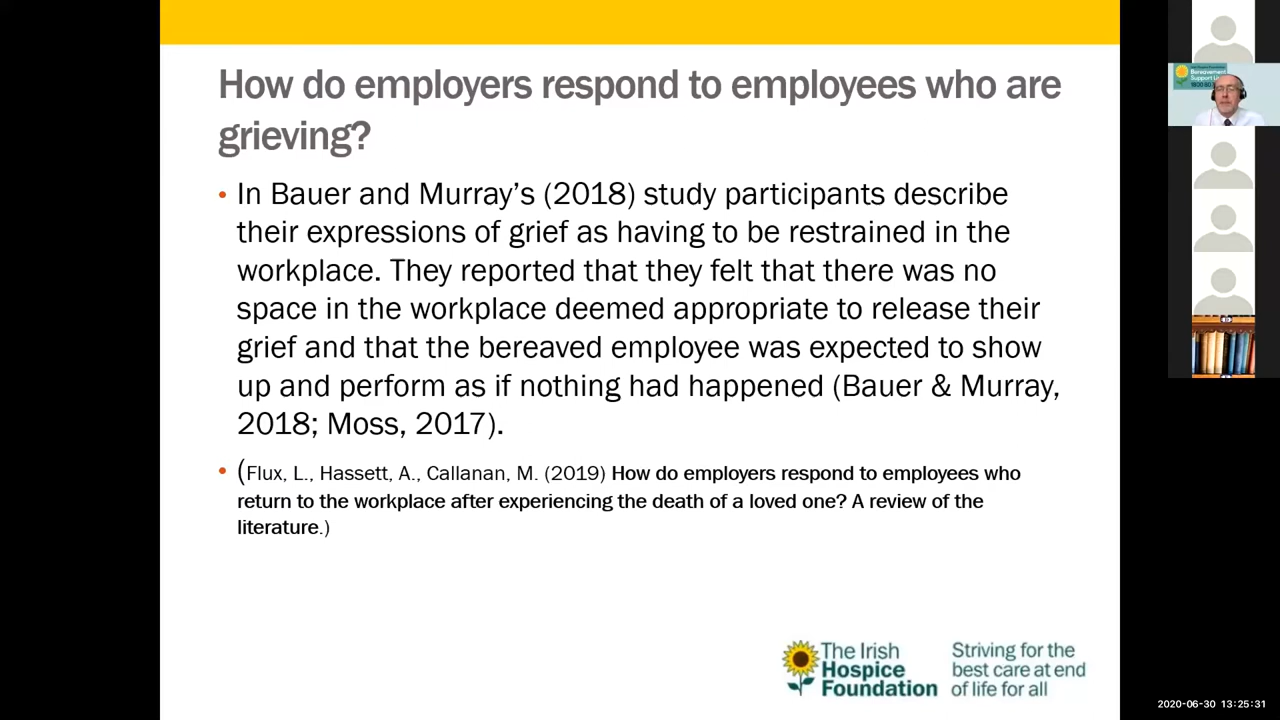 How do employers respond to employees who are
grieving?
• In Bauer and Murray's (2018) study participants describe
their expressions of grief as having to be restrained in the
workplace. They reported that they felt that there was no
space in the workplace deemed appropriate to release their
grief and that the bereaved employee was expected to show
up and perform as if nothing had happened (Bauer & Murray,
2018; Moss, 2017).
• (Flux, L., Hassett, A., Callanan, M. (2019) How do employers respond to employees who
return to the workplace after experiencing the death of a loved one? A review of the
literature.)
The Irish
Hospice
Foundation
Striving for the
best care at end
of life for all
Bereavement
2020-06-30 13:25:31